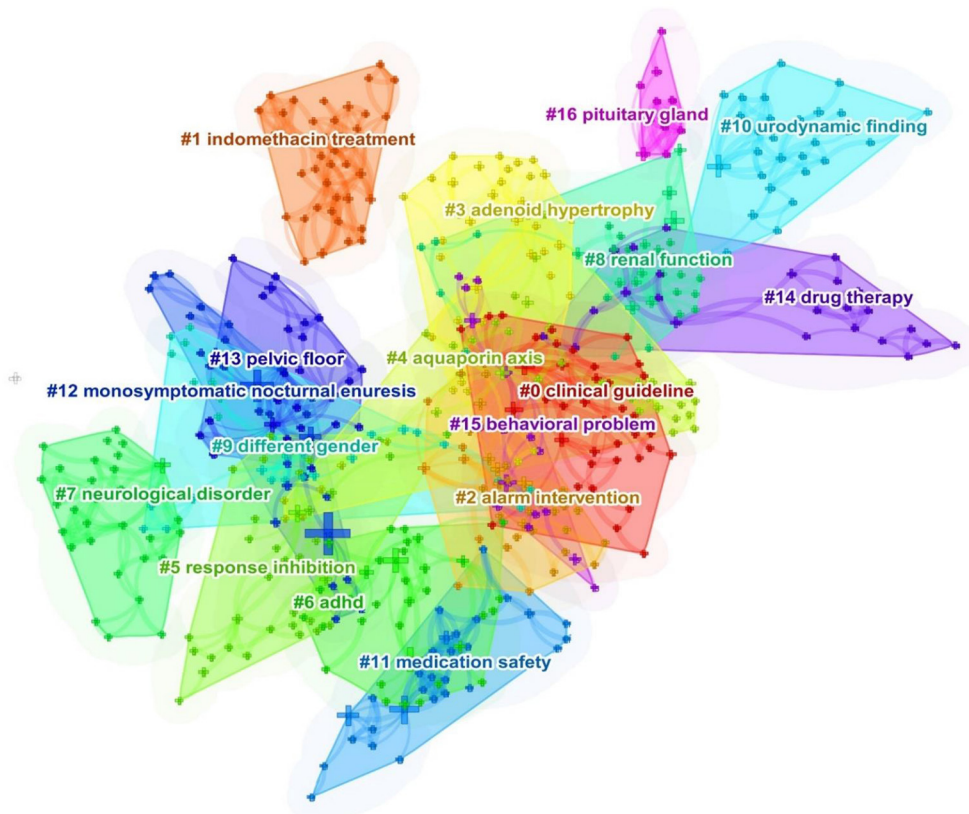 #16 pituitary gland
#10 urodynamic finding
#1 indomethacin treatment
#3 adenoid hypertrophy
#8 renal function
#14 drug therapy
#13 pelvic floor
#4 aquaporin axis
#12 monosymptomatic nocturnal enuresis
#0 clinical guideline
#15 behavioral problem
#9 different gender
#7 neurological disorder
#2 alarm intervention
#5 response inhibition
#6 adhd
#11 medication safety